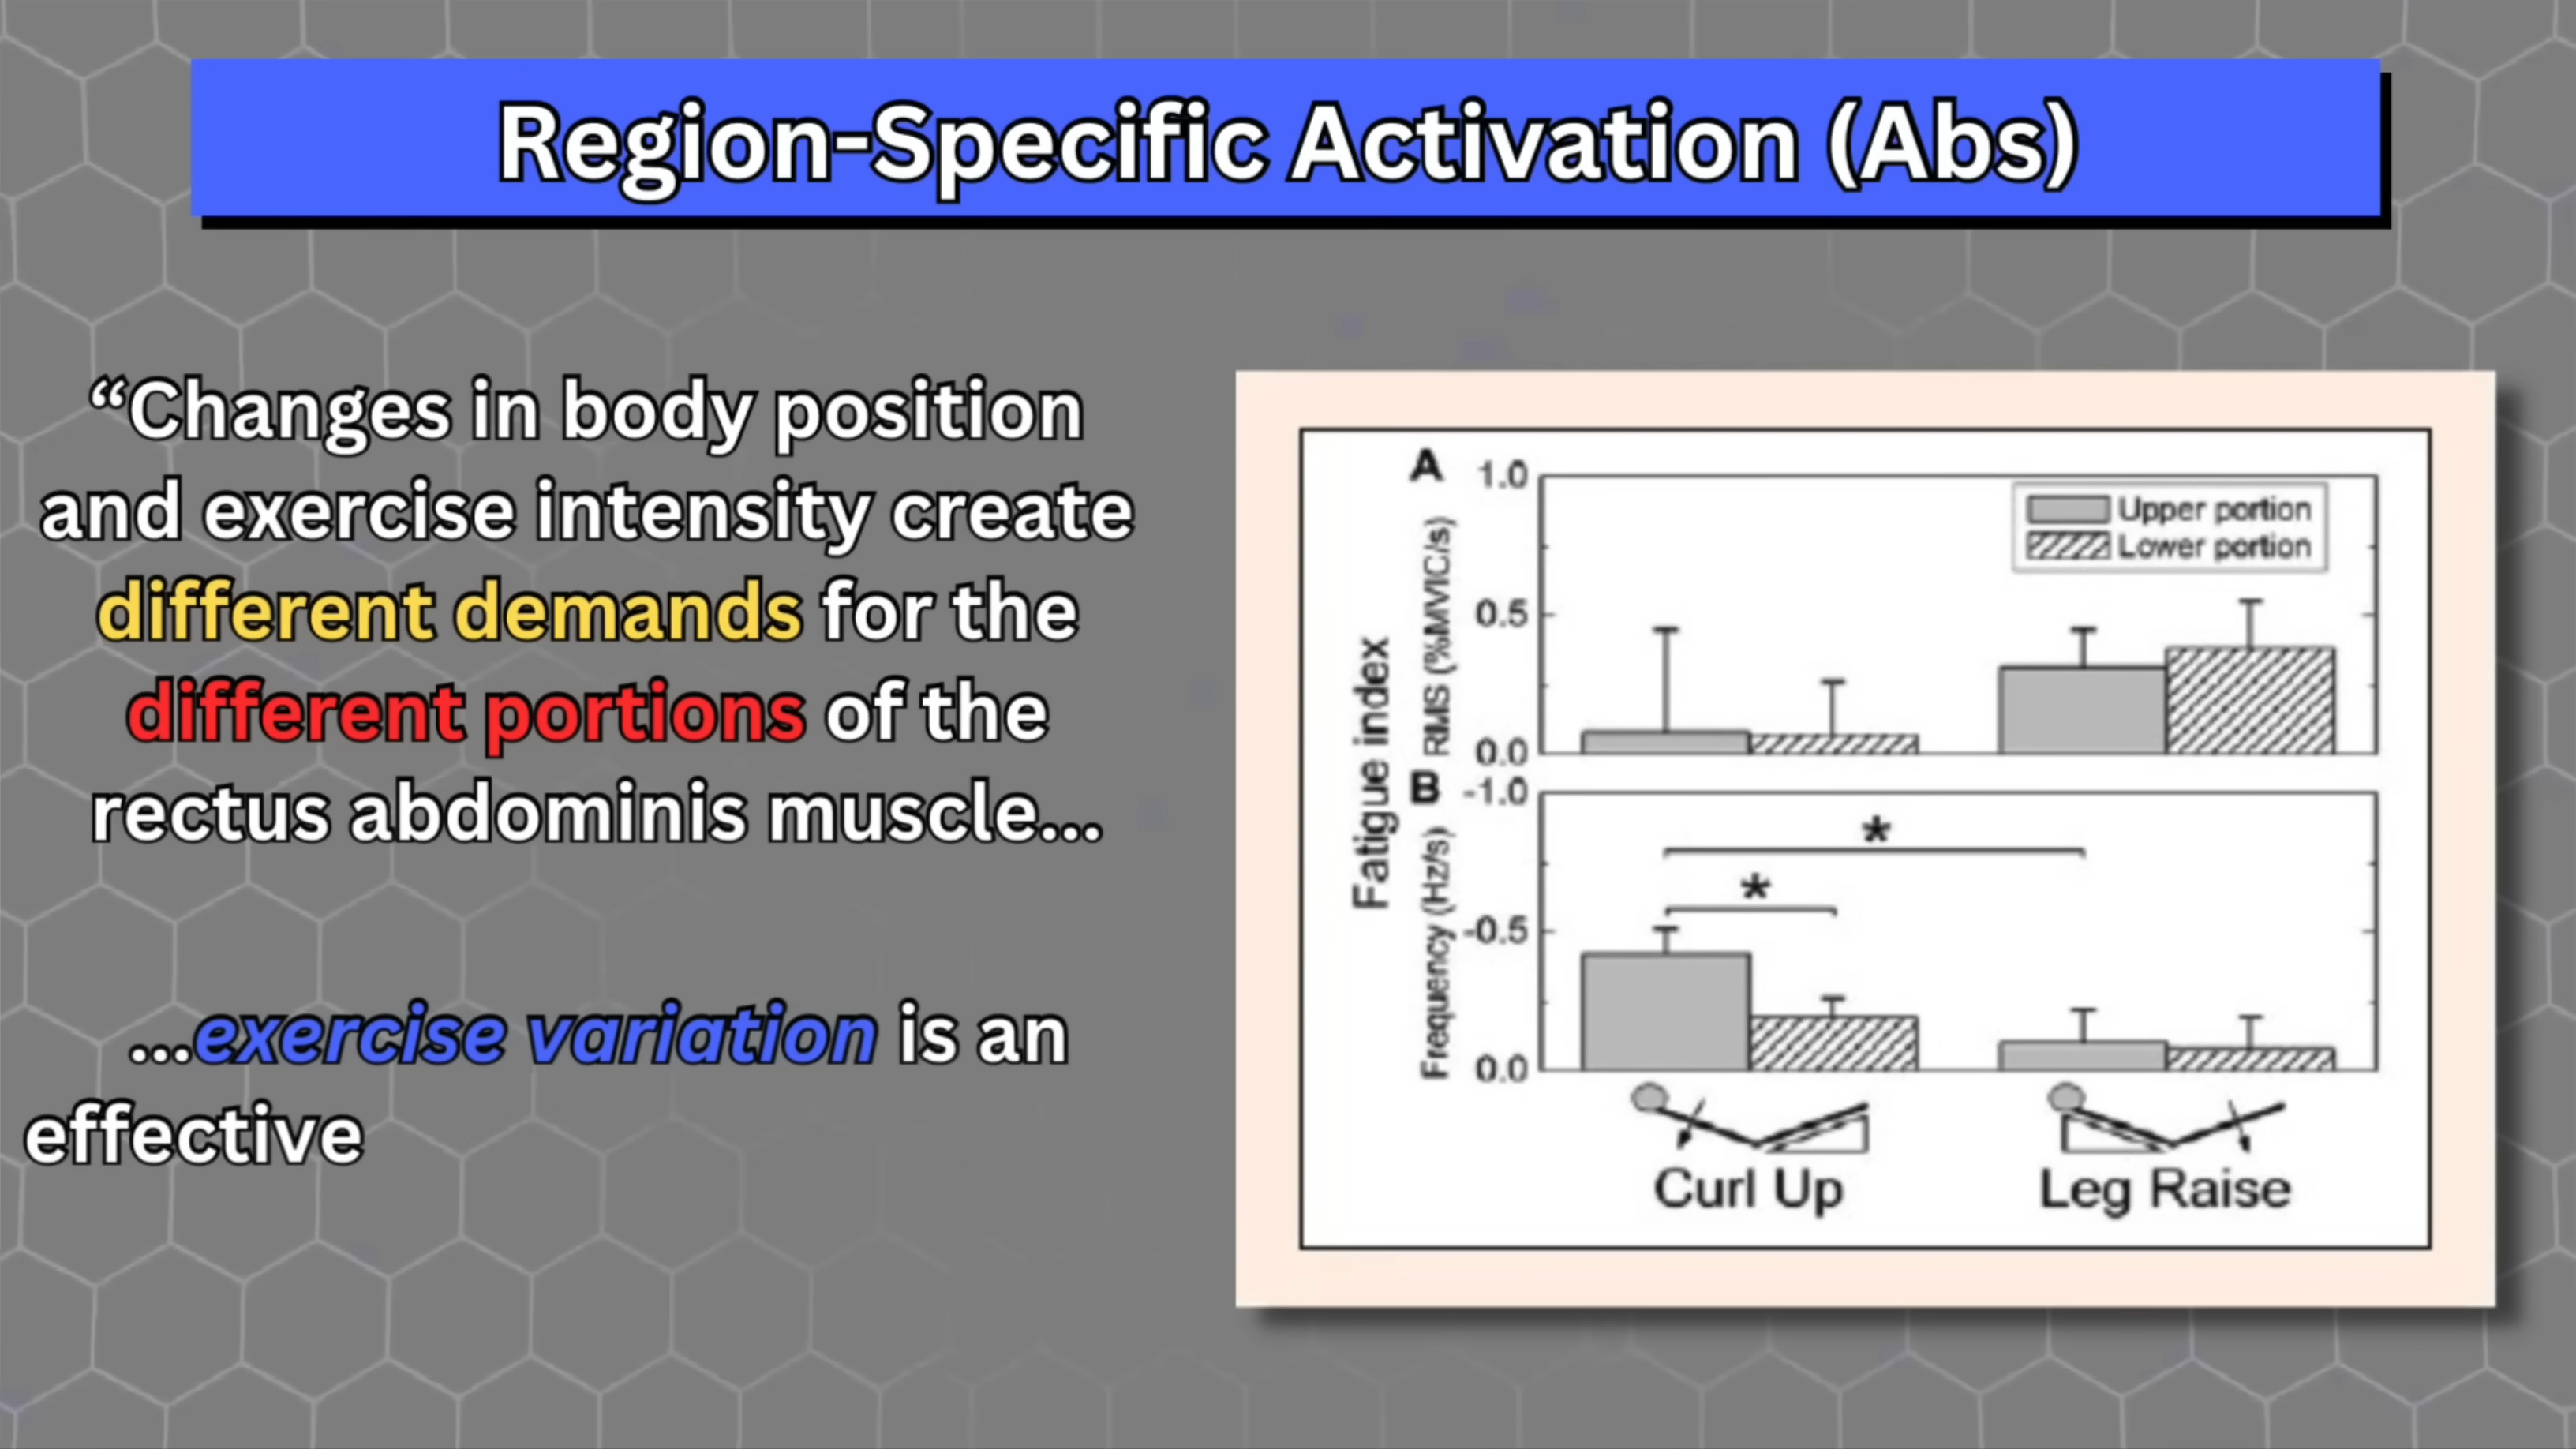 Region-Specific Activation (Abs)
“Changes in body position
and exercise intensity create
different demands for the
different portions of the
rectus abdominis muscle...
...exercise variation is an
effective
Fatigue index
A
RMS (%MVIC/s)
1.0
0.5
0.0
Upper portion
Lower portion
B
Frequency (Hz/s)
-1.0
-0.5
0.0
*
*
Curl Up
Leg Raise